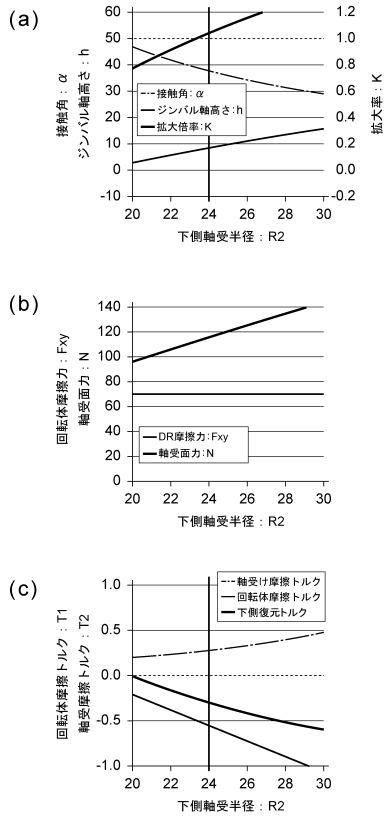 (a)
60
50
40
30
20
10
0
-10
1.2
1.0
0.8
0.6
0.4
0.2
0.0
-0.2
接触角：α
ジンバル軸高さ：h
拡大率：K
接触角：α
ジンバル軸高さ：h
拡大倍率：K
20 22 24 26 28 30
下側軸受半径：R2
(b)
140
120
100
80
60
40
20
0
回転体摩擦力：Fxy
軸受面力：N
DR摩擦力：Fxy
軸受面力：N
20 22 24 26 28 30
下側軸受半径：R2
(c)
1.0
0.5
0.0
-0.5
-1.0
回転体摩擦トルク：T1
軸受摩擦トルク：T2
軸受け摩擦トルク
回転体摩擦トルク
下側復元トルク
20 22 24 26 28 30
下側軸受半径：R2